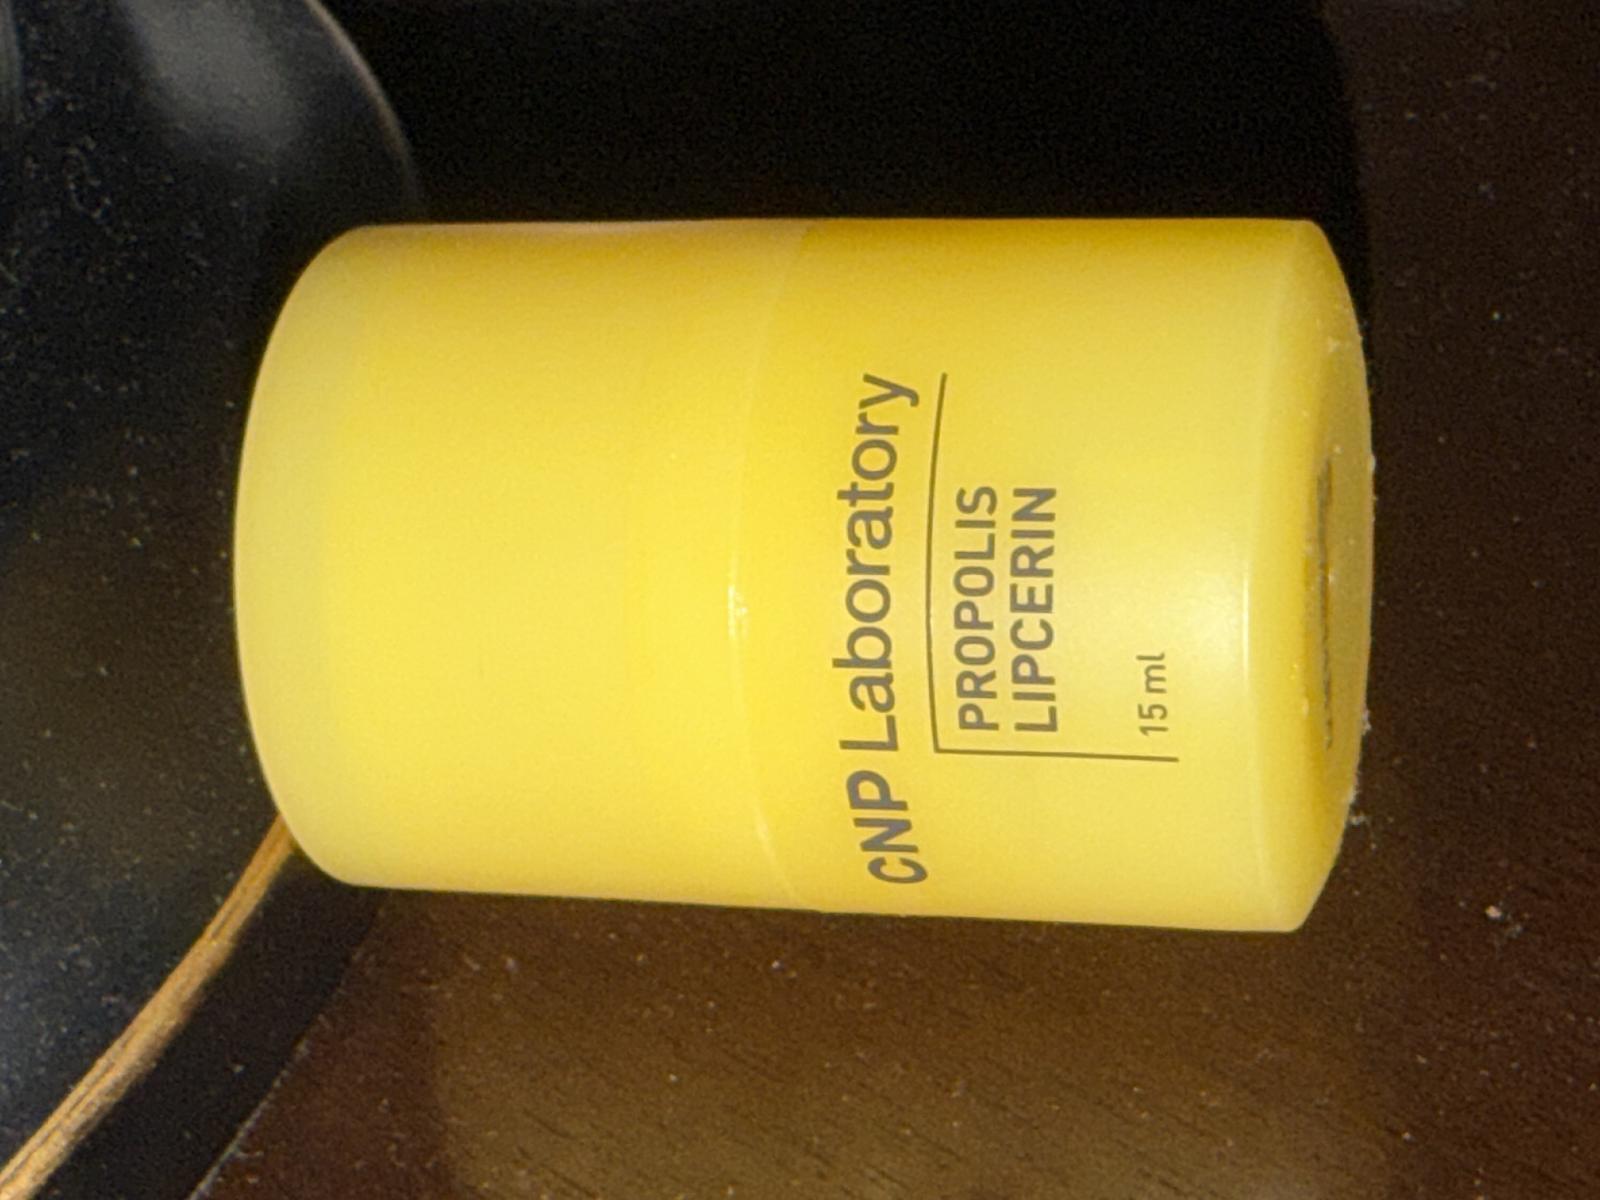 CNP Laboratory
PROPOLIS
LIPCERIN
15 ml